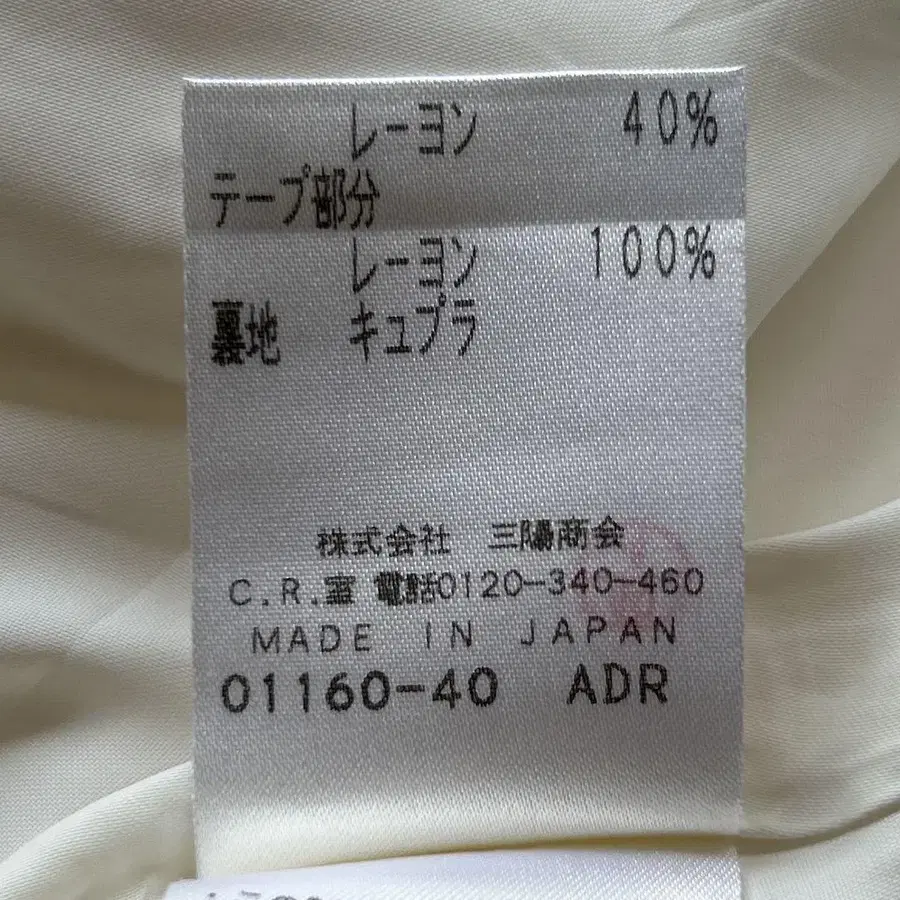 レーヨン 40%
テープ部分
レーヨン 100%
裏地 キュプラ
株式会社 三陽商会
C.R.室 電話0120-340-460
MADE IN JAPAN
01160-40 ADR